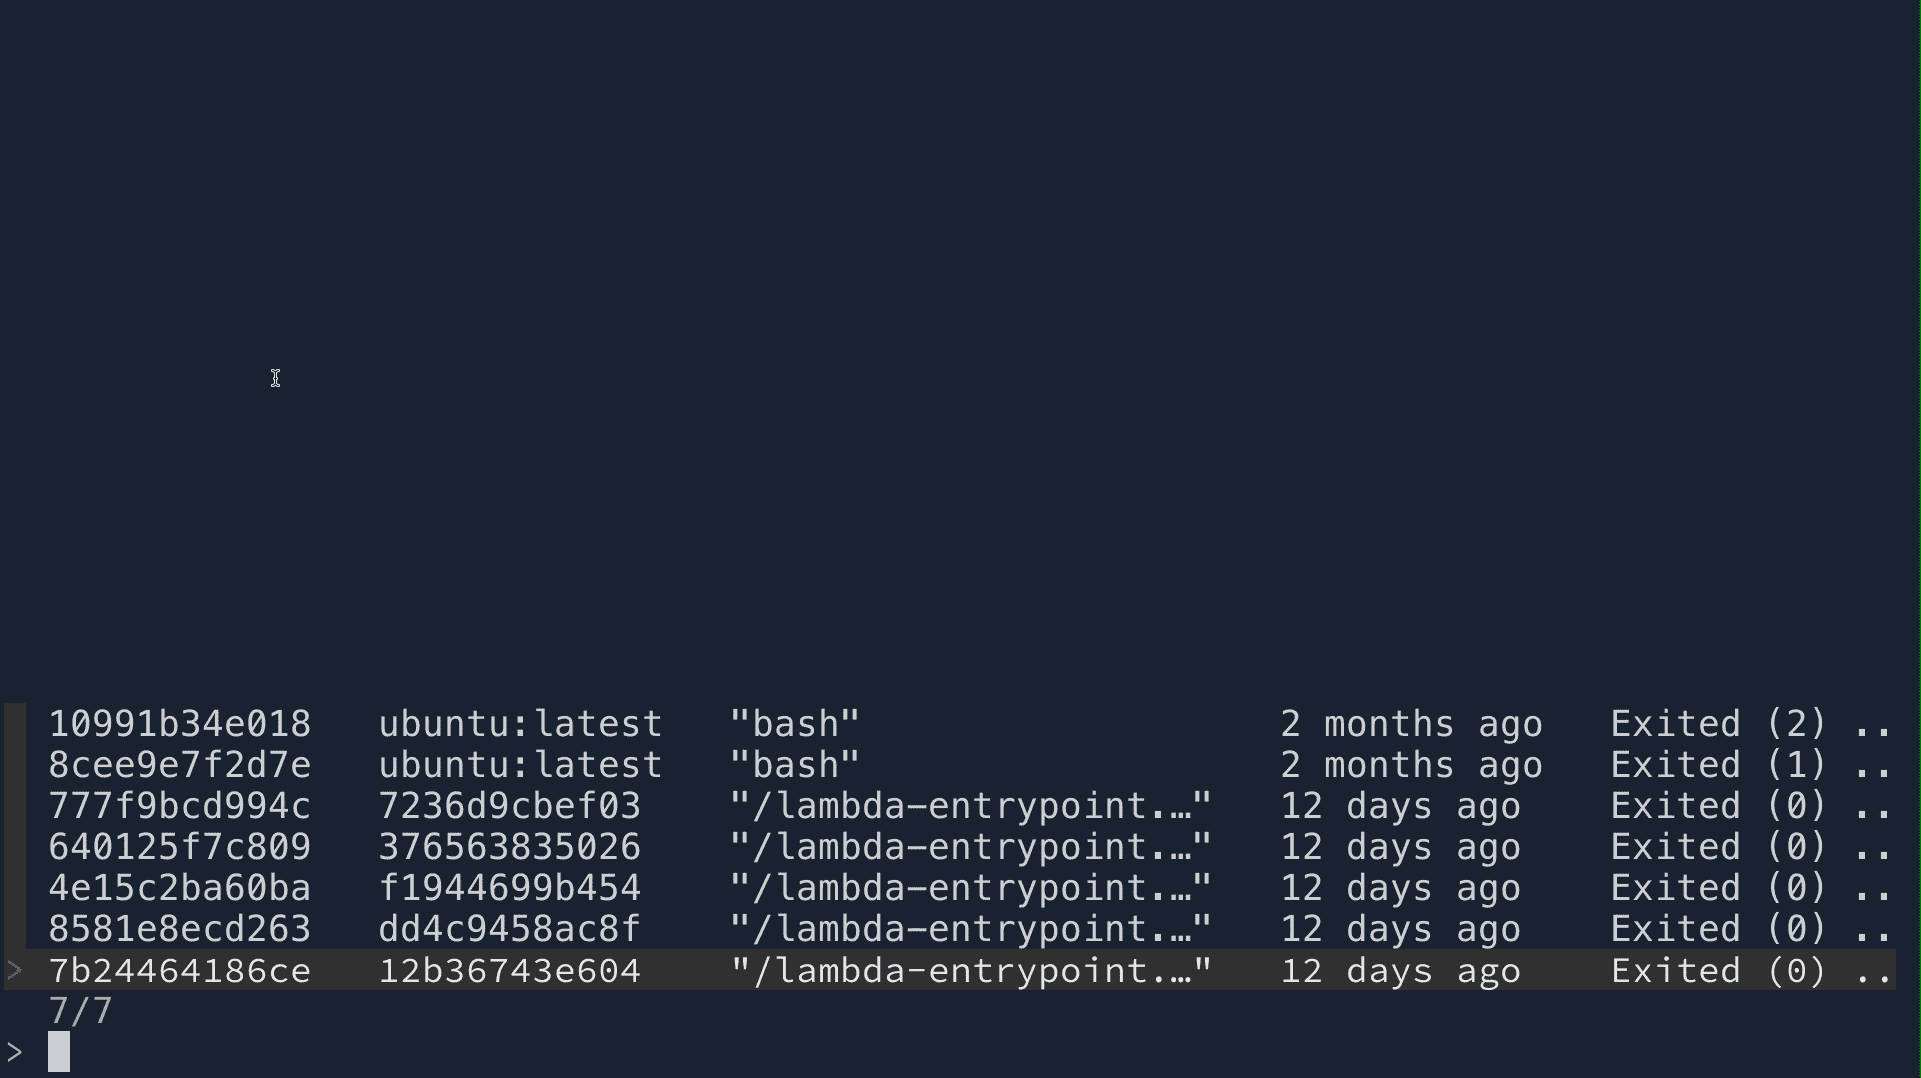 10991b34e018   ubuntu:latest   "bash"                   2 months ago   Exited (2) ..
8cee9e7f2d7e   ubuntu:latest   "bash"                   2 months ago   Exited (1) ..
777f9bcd994c   7236d9cbef03    "/lambda-entrypoint.…"   12 days ago    Exited (0) ..
640125f7c809   376563835026    "/lambda-entrypoint.…"   12 days ago    Exited (0) ..
4e15c2ba60ba   f1944699b454    "/lambda-entrypoint.…"   12 days ago    Exited (0) ..
8581e8ecd263   dd4c9458ac8f    "/lambda-entrypoint.…"   12 days ago    Exited (0) ..
> 7b24464186ce   12b36743e604    "/lambda-entrypoint.…"   12 days ago    Exited (0) ..
7/7
>